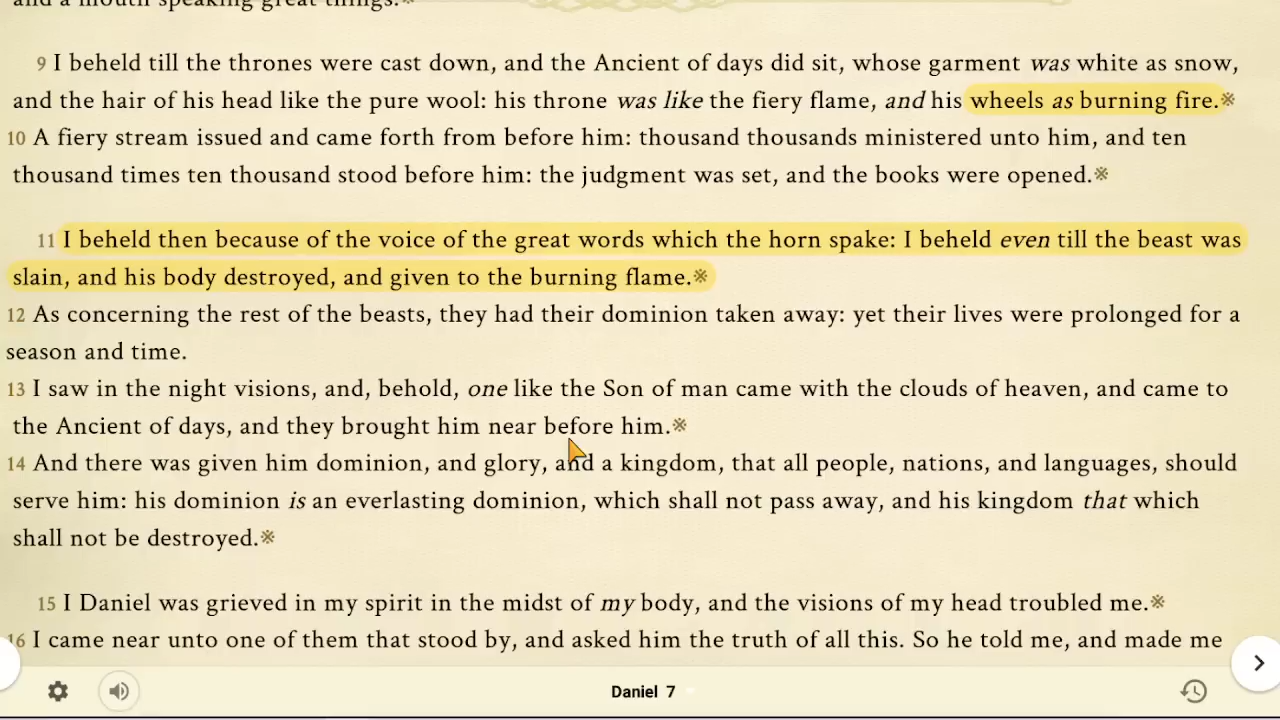 and a mouth speaking great things.※
9 I beheld till the thrones were cast down, and the Ancient of days did sit, whose garment was white as snow,
and the hair of his head like the pure wool: his throne was like the fiery flame, and his wheels as burning fire.※
10 A fiery stream issued and came forth from before him: thousand thousands ministered unto him, and ten
thousand times ten thousand stood before him: the judgment was set, and the books were opened.※
11 I beheld then because of the voice of the great words which the horn spake: I beheld even till the beast was
slain, and his body destroyed, and given to the burning flame.※
12 As concerning the rest of the beasts, they had their dominion taken away: yet their lives were prolonged for a
season and time.
13 I saw in the night visions, and, behold, one like the Son of man came with the clouds of heaven, and came to
the Ancient of days, and they brought him near before him.※
14 And there was given him dominion, and glory, and a kingdom, that all people, nations, and languages, should
serve him: his dominion is an everlasting dominion, which shall not pass away, and his kingdom that which
shall not be destroyed.※
15 I Daniel was grieved in my spirit in the midst of my body, and the visions of my head troubled me.※
16 I came near unto one of them that stood by, and asked him the truth of all this. So he told me, and made me
Daniel 7